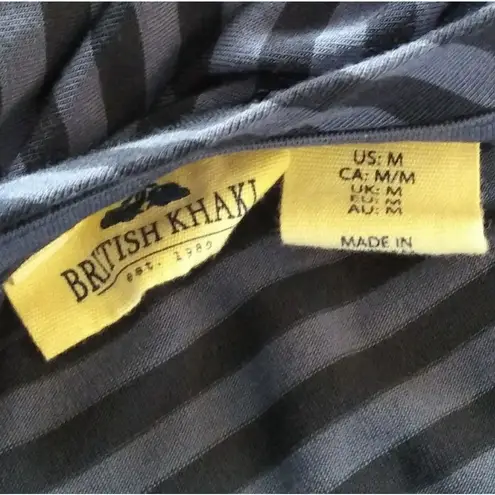 BRITISH KHAKI
est. 1989
US: M
CA: M/M
UK: M
EU: M
AU: M
MADE IN